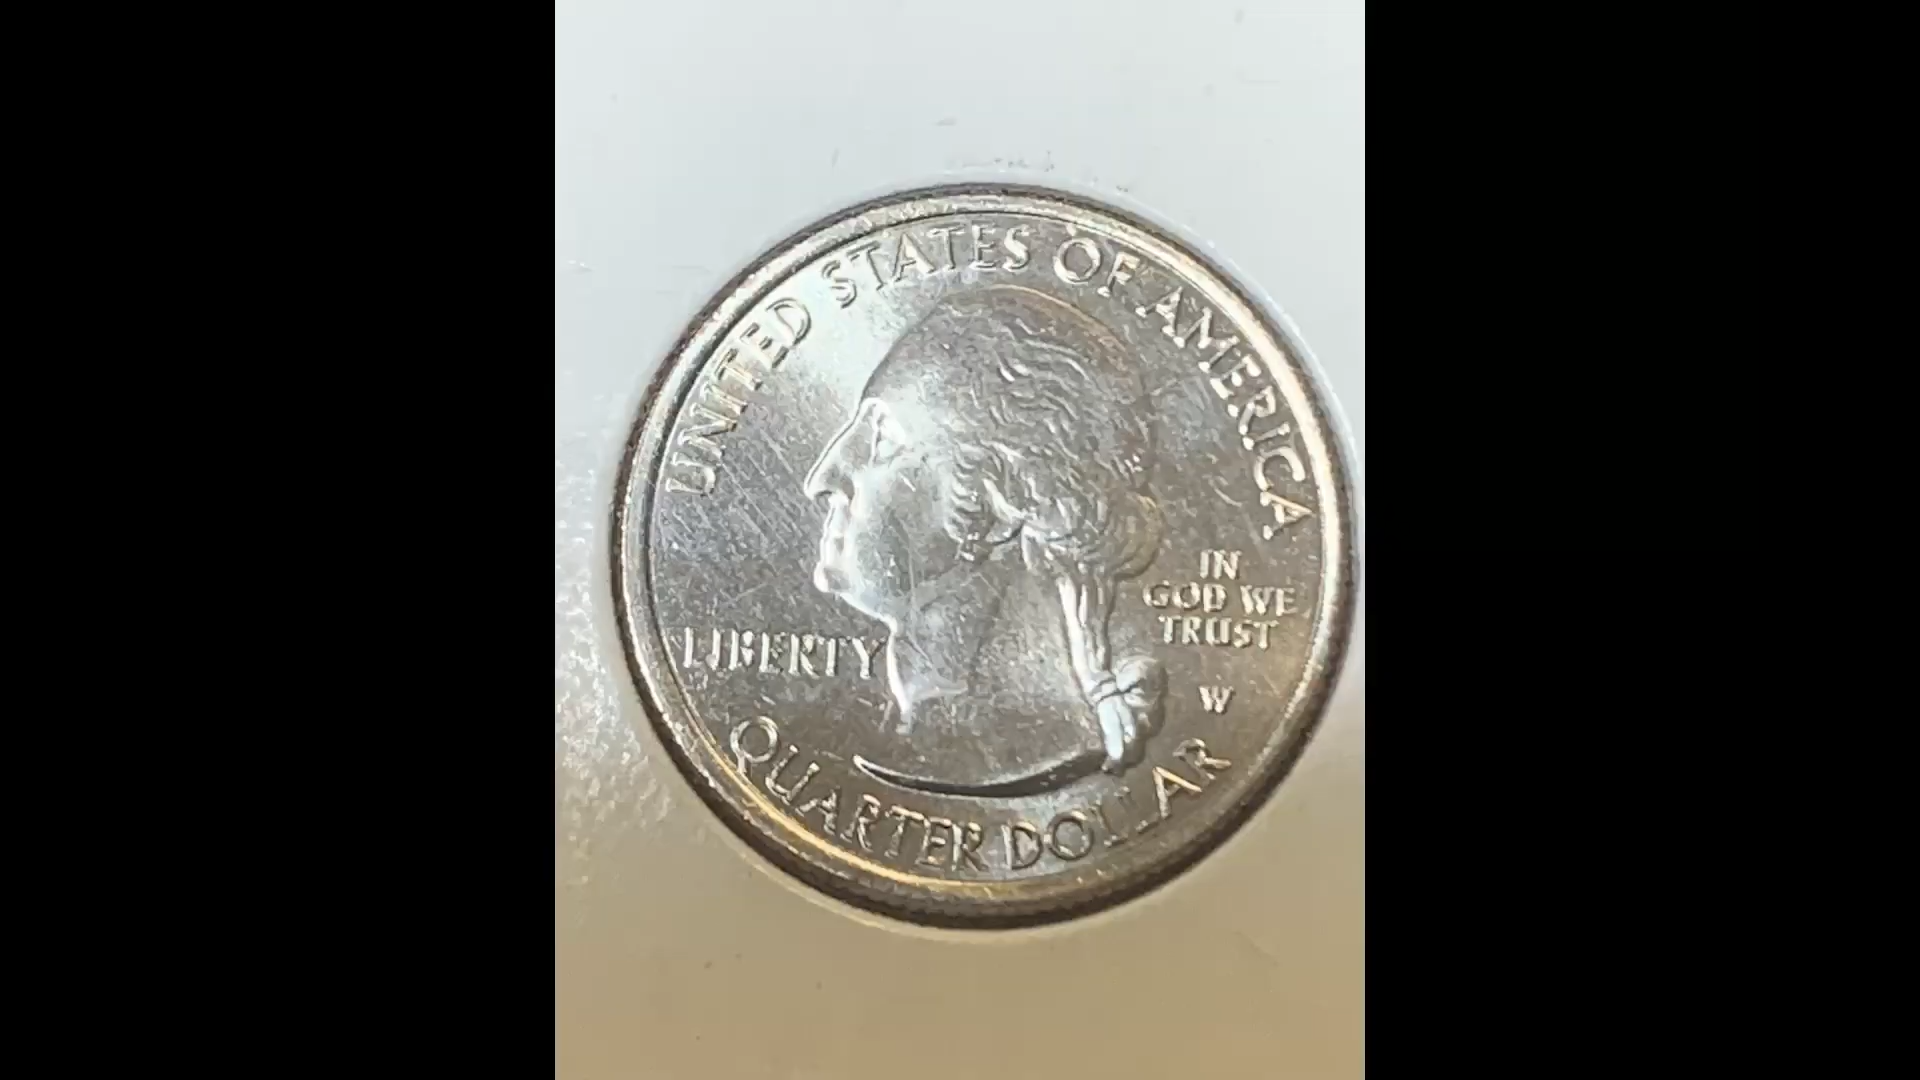 UNITED STATES OF AMERICA
LIBERTY
IN
GOD WE
TRUST
W
QUARTER DOLLAR